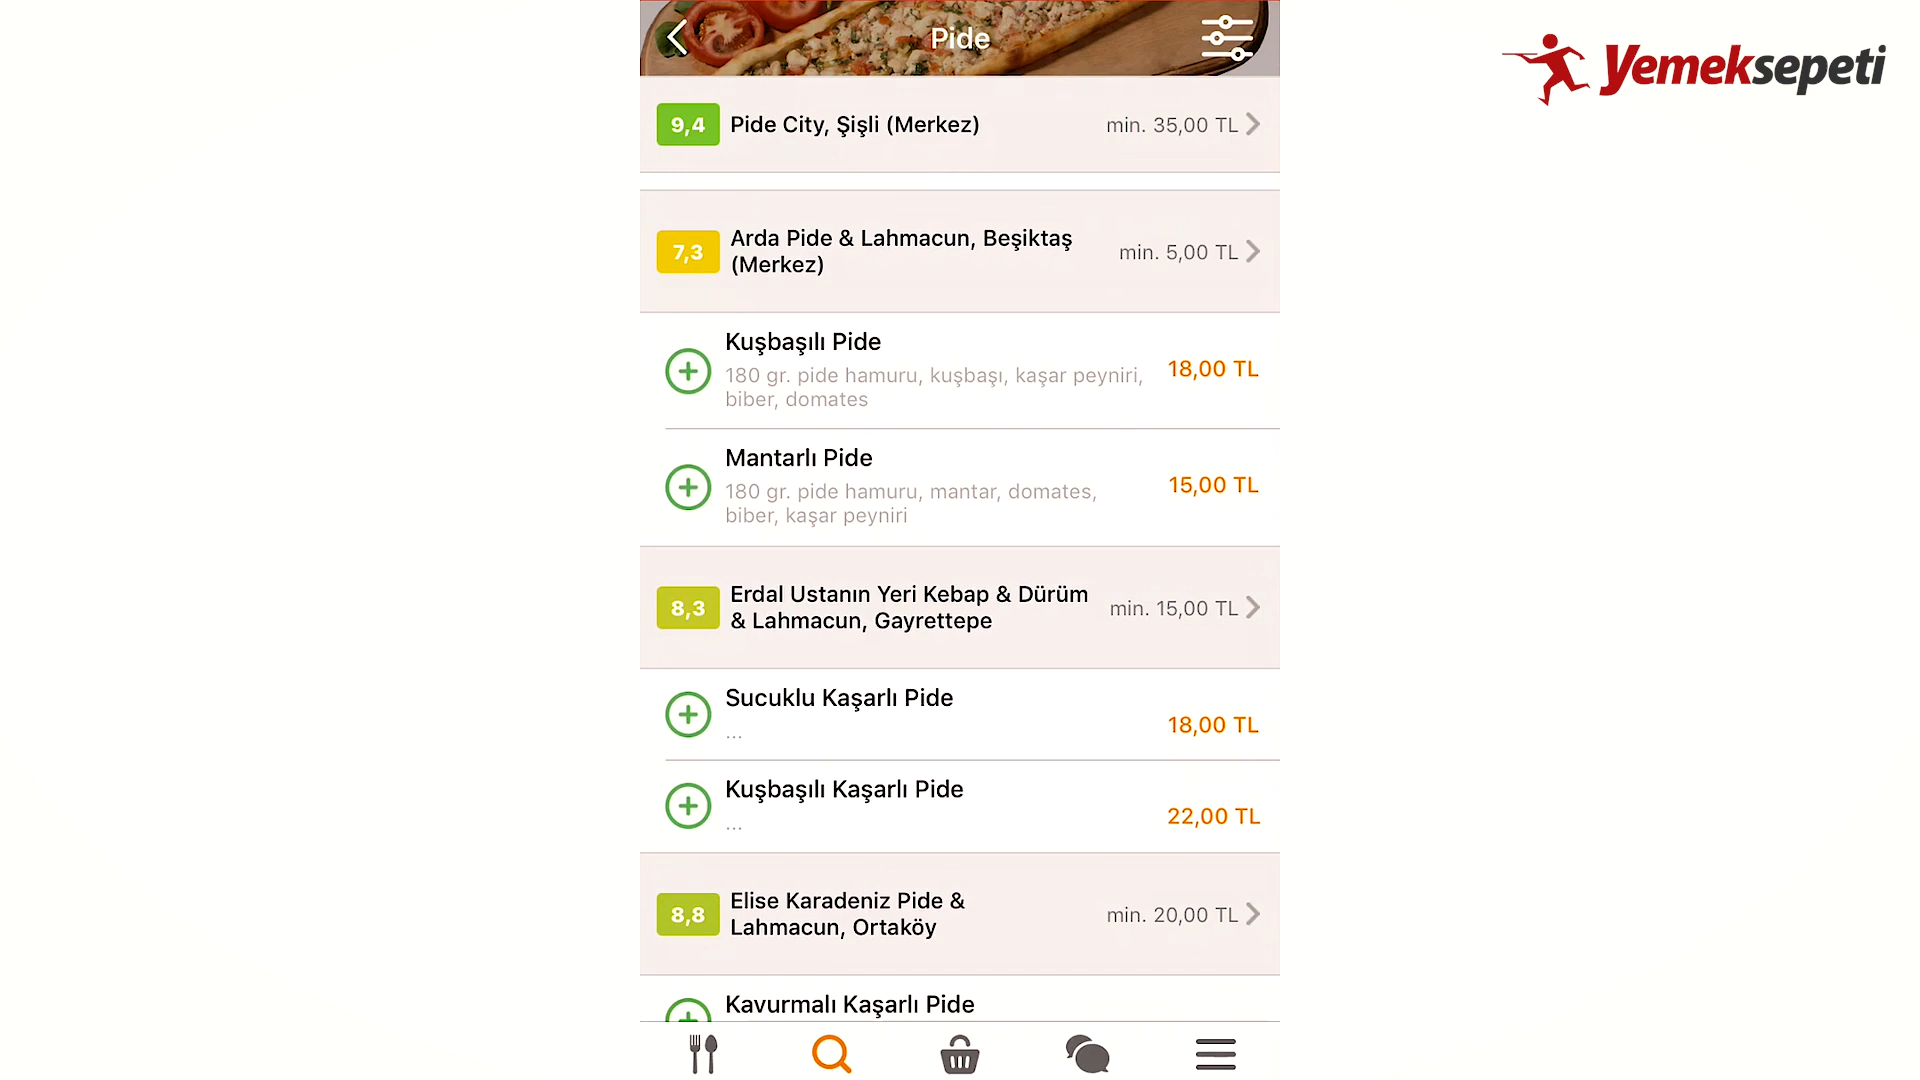 Pide
Yemeksepeti
9,4 Pide City, Şişli (Merkez) min. 35,00 TL
7,3 Arda Pide & Lahmacun, Beşiktaş
(Merkez)
min. 5,00 TL
Kuşbaşılı Pide
180 gr. pide hamuru, kuşbaşı, kaşar peyniri,
biber, domates
18,00 TL
Mantarlı Pide
180 gr. pide hamuru, mantar, domates,
biber, kaşar peyniri
15,00 TL
8,3 Erdal Ustanın Yeri Kebap & Dürüm
& Lahmacun, Gayrettepe
min. 15,00 TL
Sucuklu Kaşarlı Pide
...
18,00 TL
Kuşbaşılı Kaşarlı Pide
...
22,00 TL
8,8 Elise Karadeniz Pide &
Lahmacun, Ortaköy
min. 20,00 TL
Kavurmalı Kaşarlı Pide